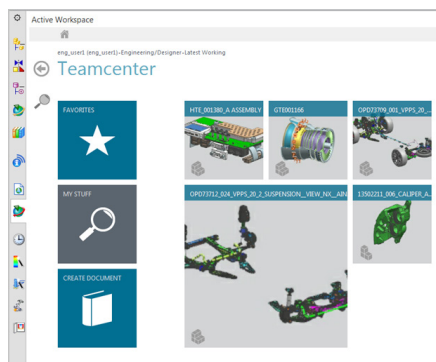 Active Workspace
eng_user1 (eng_user1)-Engineering/Designer-Latest Working
Teamcenter
FAVORITES
HTE_001380_A ASSEMBLY
GTE001166
OPD73709_001_VPPS_20_...
MY STUFF
OPD73712_024_VPPS_20_2_SUSPENSION__VIEW_NX__AIN
13502211_006_CALIPER_A...
CREATE DOCUMENT